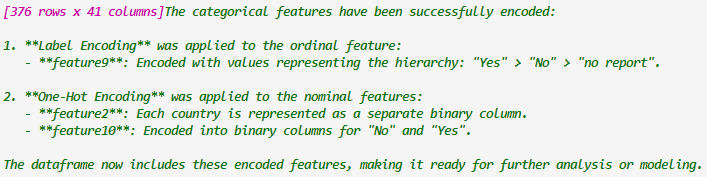 [376 rows x 41 columns]The categorical features have been successfully encoded:
1. **Label Encoding** was applied to the ordinal feature:
- **feature9**: Encoded with values representing the hierarchy: "Yes" > "No" > "no report".
2. **One-Hot Encoding** was applied to the nominal features:
- **feature2**: Each country is represented as a separate binary column.
- **feature10**: Encoded into binary columns for "No" and "Yes".
The dataframe now includes these encoded features, making it ready for further analysis or modeling.